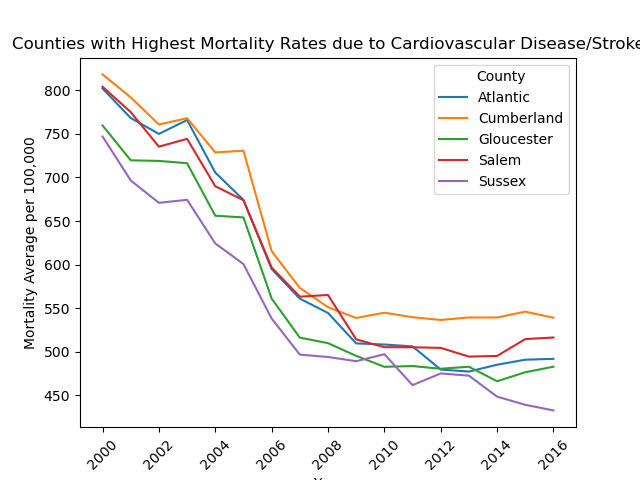 Counties with Highest Mortality Rates due to Cardiovascular Disease/Stroke
County
Atlantic
Cumberland
Gloucester
Salem
Sussex
Mortality Average per 100,000
800
750
700
650
600
550
500
450
2000
2002
2004
2006
2008
2010
2012
2014
2016